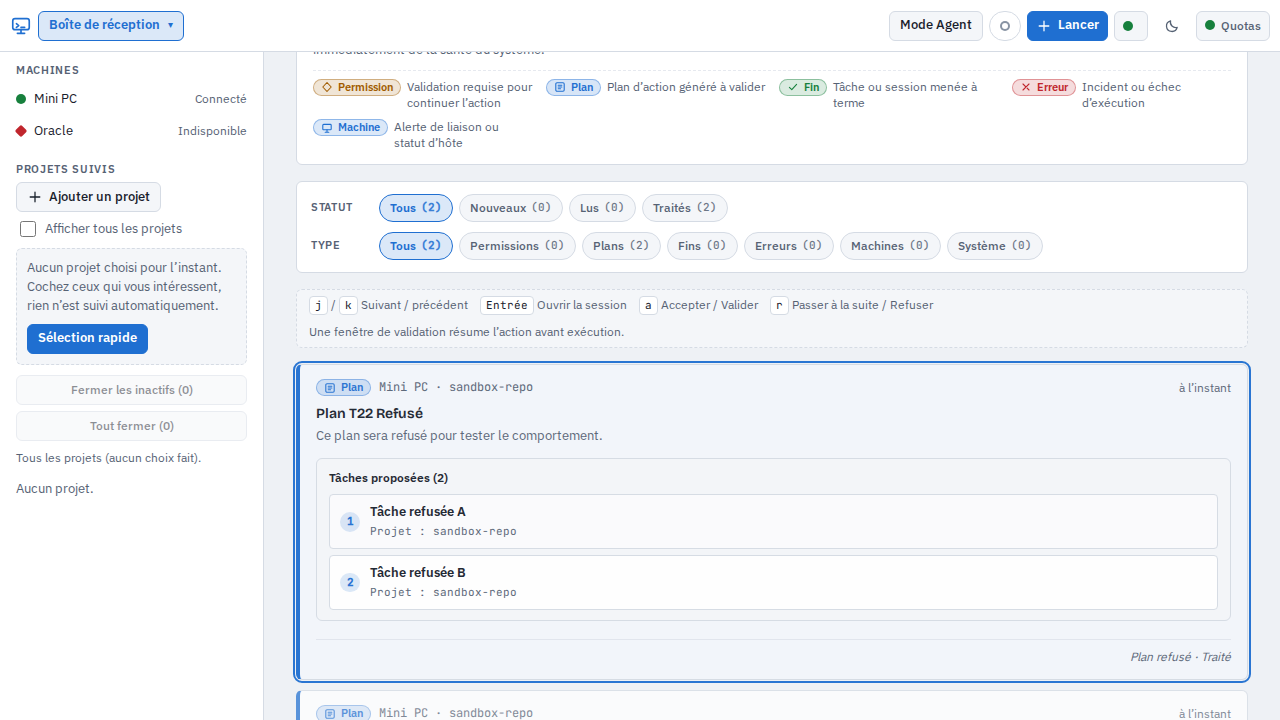 Boîte de réception ▾
Mode Agent
Lancer
Quotas
MACHINES
Mini PC Connecté
Oracle Indisponible
PROJETS SUIVIS
Ajouter un projet
Afficher tous les projets
Aucun projet choisi pour l’instant.
Cochez ceux qui vous intéressent,
rien n’est suivi automatiquement.
Sélection rapide
Fermer les inactifs (0)
Tout fermer (0)
Tous les projets (aucun choix fait).
Aucun projet.
immédiatement de la santé du système.
Permission Validation requise pour
continuer l’action
Plan Plan d’action généré à valider
Fin Tâche ou session menée à
terme
Erreur Incident ou échec
d’exécution
Machine Alerte de liaison ou
statut d’hôte
STATUT Tous (2) Nouveaux (0) Lus (0) Traités (2)
TYPE Tous (2) Permissions (0) Plans (2) Fins (0) Erreurs (0) Machines (0) Système (0)
j / k Suivant / précédent Entrée Ouvrir la session a Accepter / Valider r Passer à la suite / Refuser
Une fenêtre de validation résume l’action avant exécution.
Plan Mini PC · sandbox-repo à l’instant
Plan T22 Refusé
Ce plan sera refusé pour tester le comportement.
Tâches proposées (2)
1 Tâche refusée A
Projet : sandbox-repo
2 Tâche refusée B
Projet : sandbox-repo
Plan refusé · Traité
Plan Mini PC · sandbox-repo à l’instant